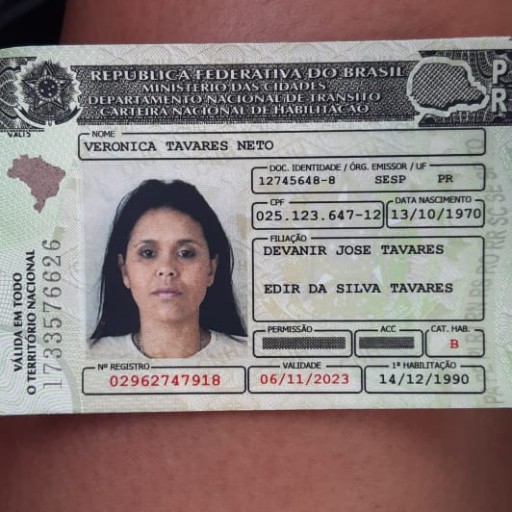 REPÚBLICA FEDERATIVA DO BRASIL
MINISTÉRIO DAS CIDADES
DEPARTAMENTO NACIONAL DE TRÂNSITO
CARTEIRA NACIONAL DE HABILITAÇÃO
PR
NOME
VERONICA TAVARES NETO
DOC. IDENTIDADE / ÓRG. EMISSOR / UF
12745648-8 SESP PR
CPF DATA NASCIMENTO
025.123.647-12 13/10/1970
FILIAÇÃO
DEVANIR JOSE TAVARES
EDIR DA SILVA TAVARES
PERMISSÃO ACC CAT. HAB.
B
Nº REGISTRO VALIDADE 1ª HABILITAÇÃO
02962747918 06/11/2023 14/12/1990
VÁLIDA EM TODO
O TERRITÓRIO NACIONAL
1733576626